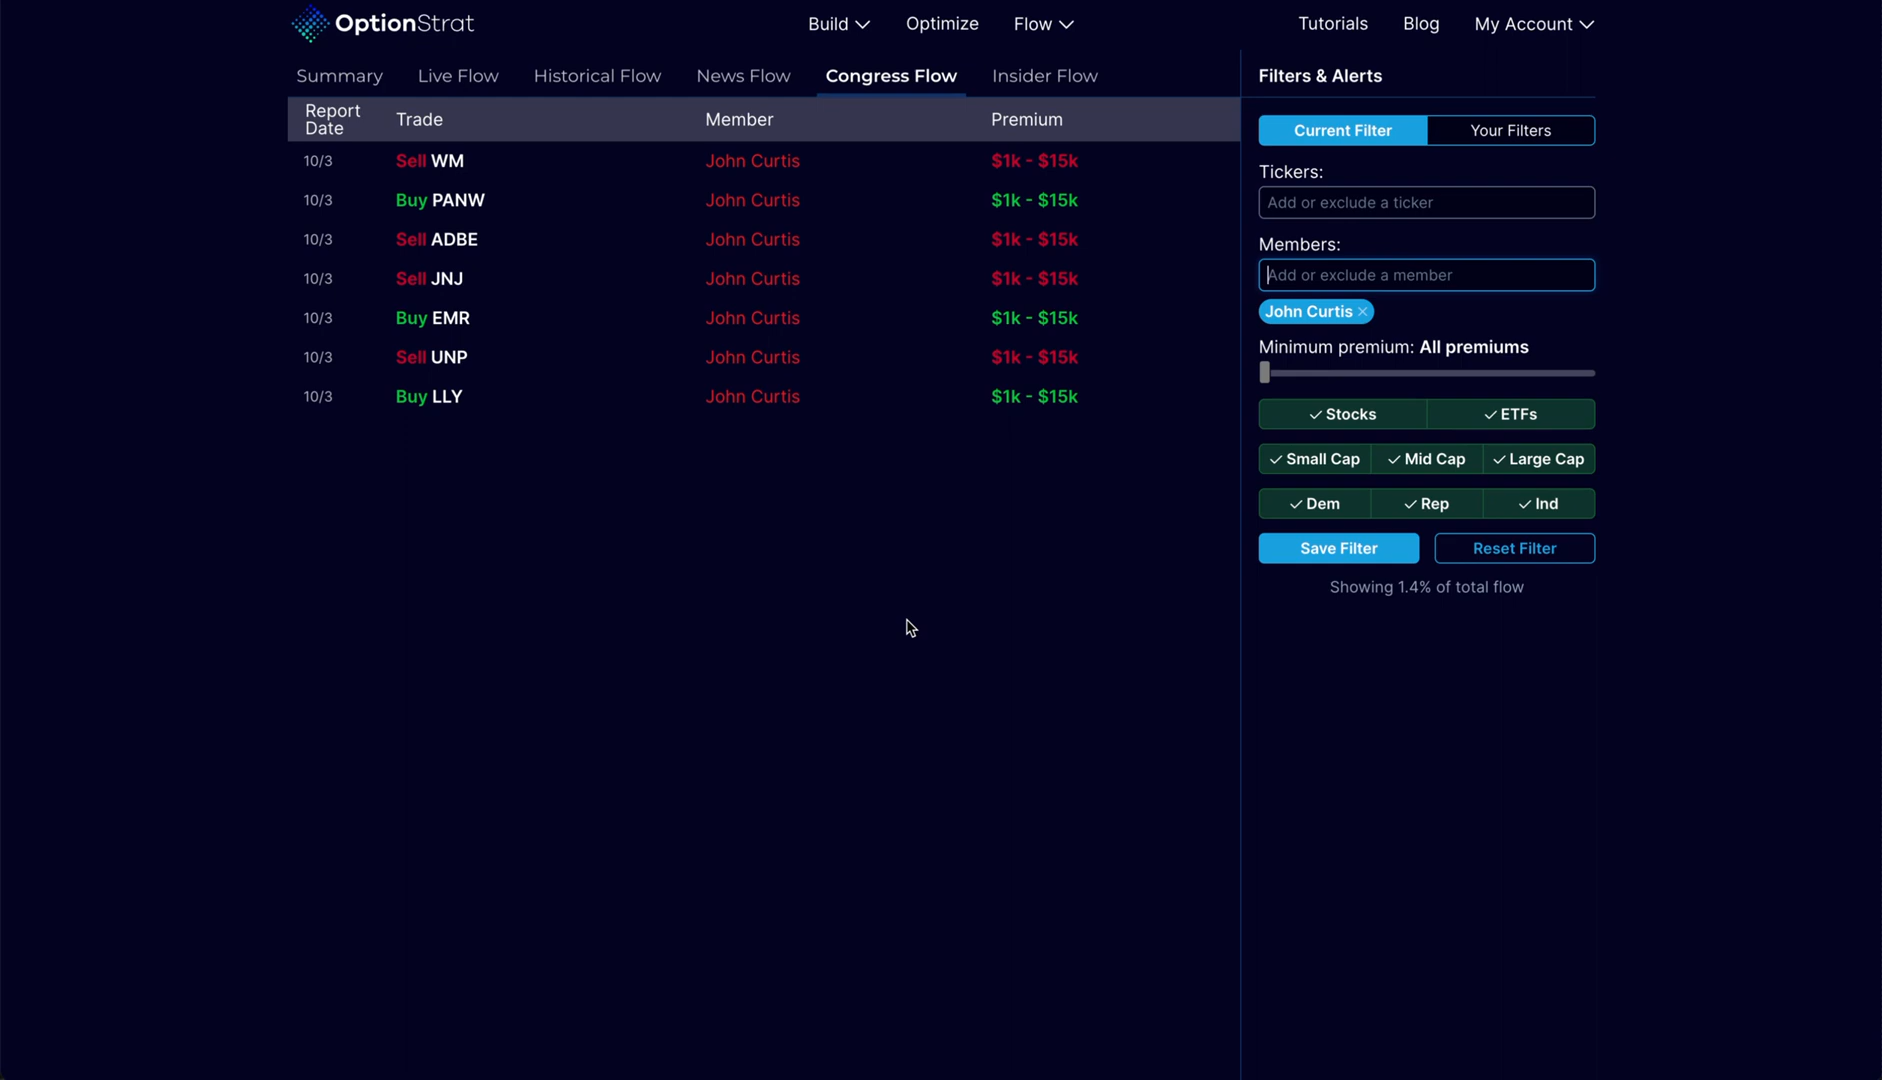 OptionStrat
Build
Optimize
Flow
Tutorials
Blog
My Account
Summary
Live Flow
Historical Flow
News Flow
Congress Flow
Insider Flow
Filters & Alerts
Report Date
Trade
Member
Premium
10/3 Sell WM John Curtis $1k - $15k
10/3 Buy PANW John Curtis $1k - $15k
10/3 Sell ADBE John Curtis $1k - $15k
10/3 Sell JNJ John Curtis $1k - $15k
10/3 Buy EMR John Curtis $1k - $15k
10/3 Sell UNP John Curtis $1k - $15k
10/3 Buy LLY John Curtis $1k - $15k
Current Filter
Your Filters
Tickers:
Add or exclude a ticker
Members:
Add or exclude a member
John Curtis ×
Minimum premium: All premiums
✓ Stocks ✓ ETFs
✓ Small Cap ✓ Mid Cap ✓ Large Cap
✓ Dem ✓ Rep ✓ Ind
Save Filter
Reset Filter
Showing 1.4% of total flow